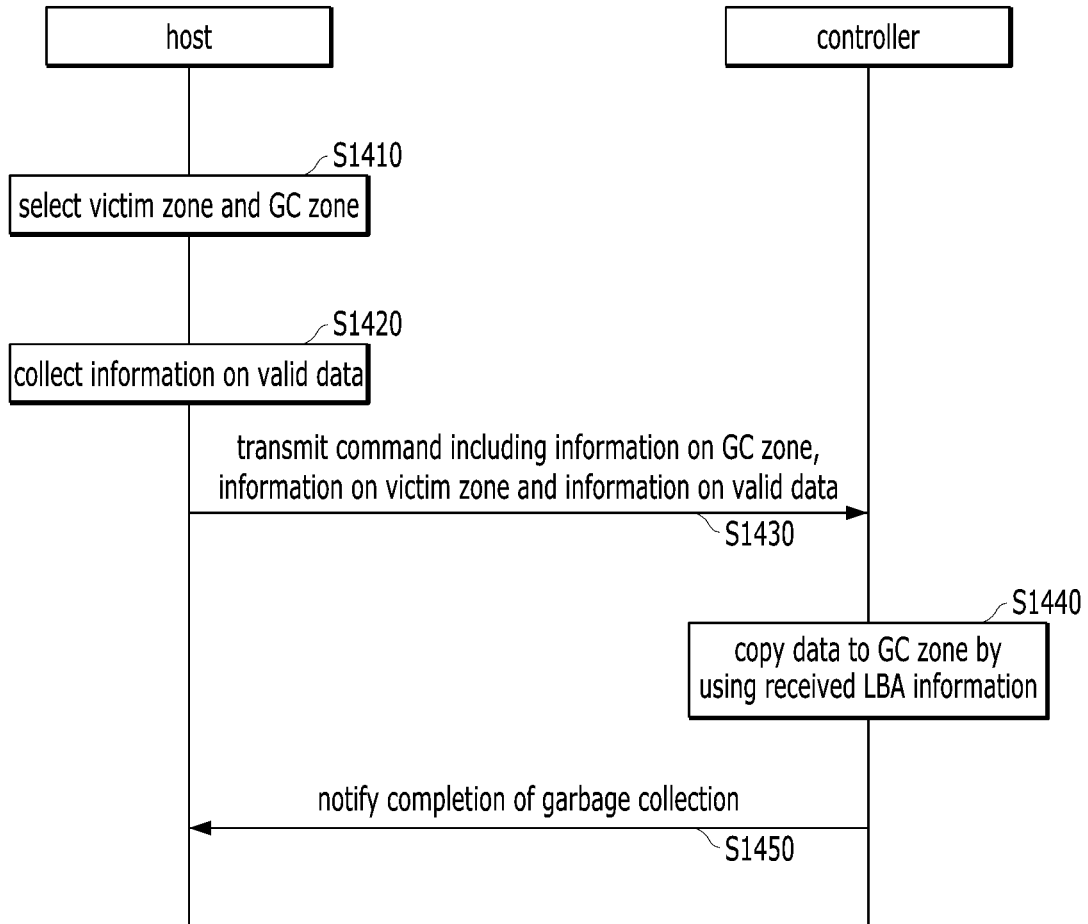 host
controller
S1410
select victim zone and GC zone
S1420
collect information on valid data
transmit command including information on GC zone,
information on victim zone and information on valid data
S1430
S1440
copy data to GC zone by
using received LBA information
notify completion of garbage collection
S1450